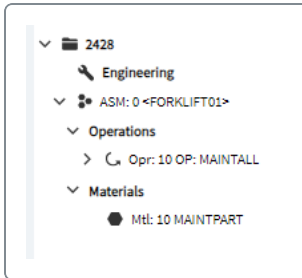 2428
Engineering
ASM: 0 <FORKLIFT01>
Operations
Opr: 10 OP: MAINTALL
Materials
Mtl: 10 MAINTPART